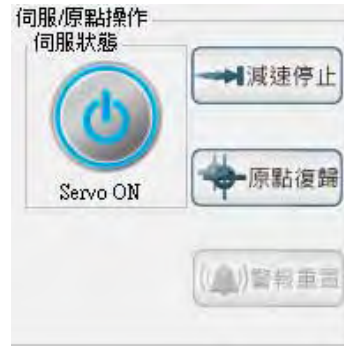 伺服/原點操作
伺服狀態
減速停止
Servo ON
原點復歸
警報重置